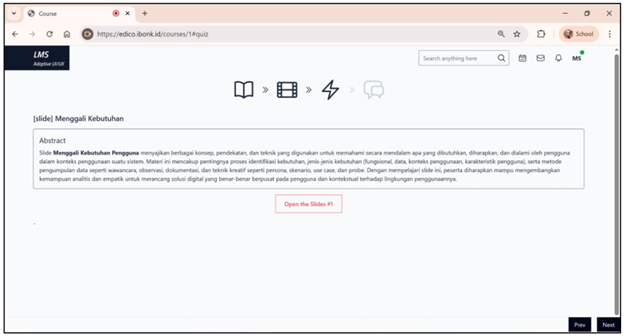 Course
https://edico.ibonk.id/courses/1#quiz
School
LMS
Adaptive UI/UX
Search anything here
MS
[slide] Menggali Kebutuhan
Abstract
Slide Menggali Kebutuhan Pengguna menyajikan berbagai konsep, pendekatan, dan teknik yang digunakan untuk memahami secara mendalam apa yang dibutuhkan, diharapkan, dan dialami oleh pengguna
dalam konteks penggunaan suatu sistem. Materi ini mencakup pentingnya proses identifikasi kebutuhan, jenis-jenis kebutuhan (fungsional, data, konteks penggunaan, karakteristik pengguna), serta metode
pengumpulan data seperti wawancara, observasi, dokumentasi, dan teknik kreatif seperti persona, skenario, use case, dan probe. Dengan mempelajari slide ini, peserta diharapkan mampu mengembangkan
kemampuan analitis dan empatik untuk merancang solusi digital yang benar-benar berpusat pada pengguna dan kontekstual terhadap lingkungan penggunaannya.
Open the Slides #1
Prev
Next